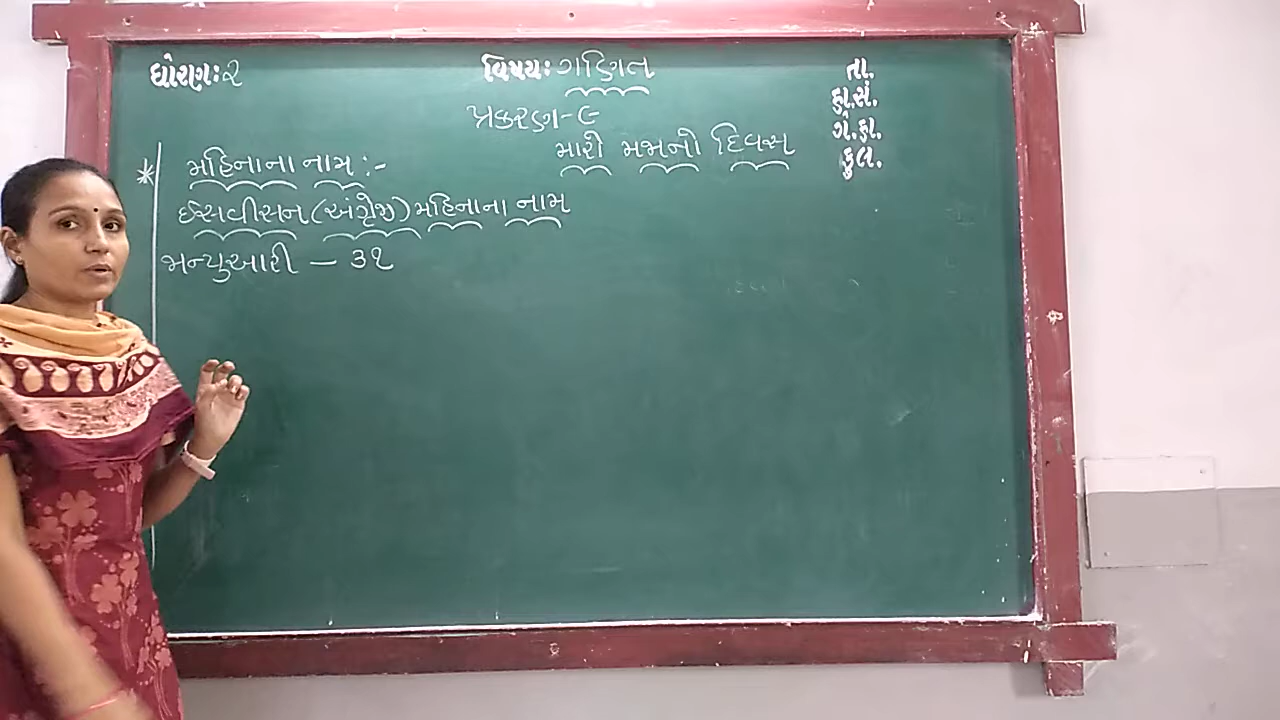 ધોરણ: ૨
વિષય: ગણિત
પ્રકરણ-૯
મારી મજાનો દિવસ
તા.
હા.સં.
ગે.હા.
કુલ.
* મહિનાના નામ :-
ઈસવીસન (અંગ્રેજી) મહિનાના નામ
જાન્યુઆરી – ૩૧